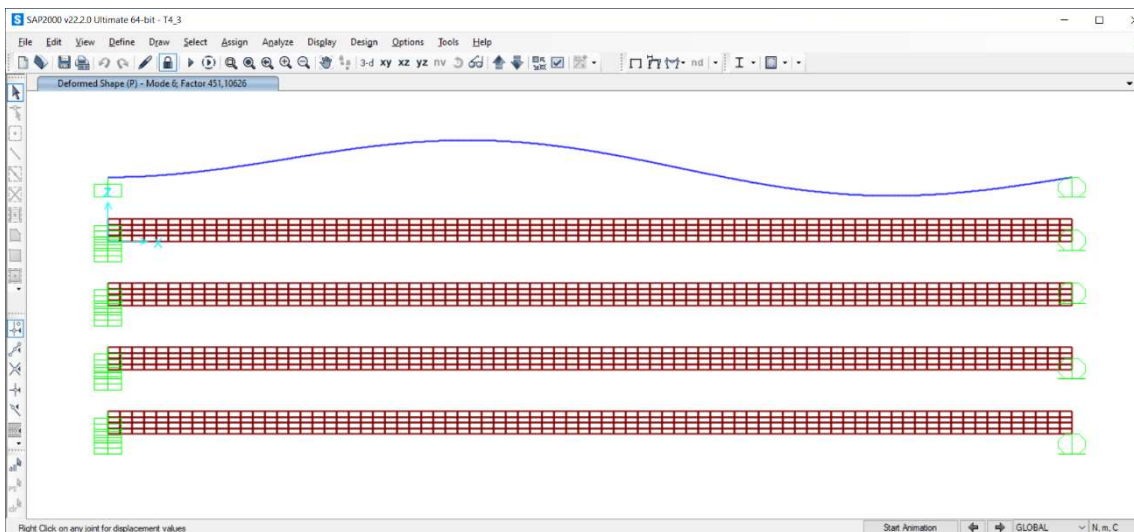 SAP2000 v22.2.0 Ultimate 64-bit - T4_3
File Edit View Define Draw Select Assign Analyze Display Design Options Tools Help
3-d xy xz yz nv nd
Deformed Shape (P) - Mode 6; Factor 451,10626
Z
X
Right Click on any joint for displacement values
Start Animation
GLOBAL
N, m, C